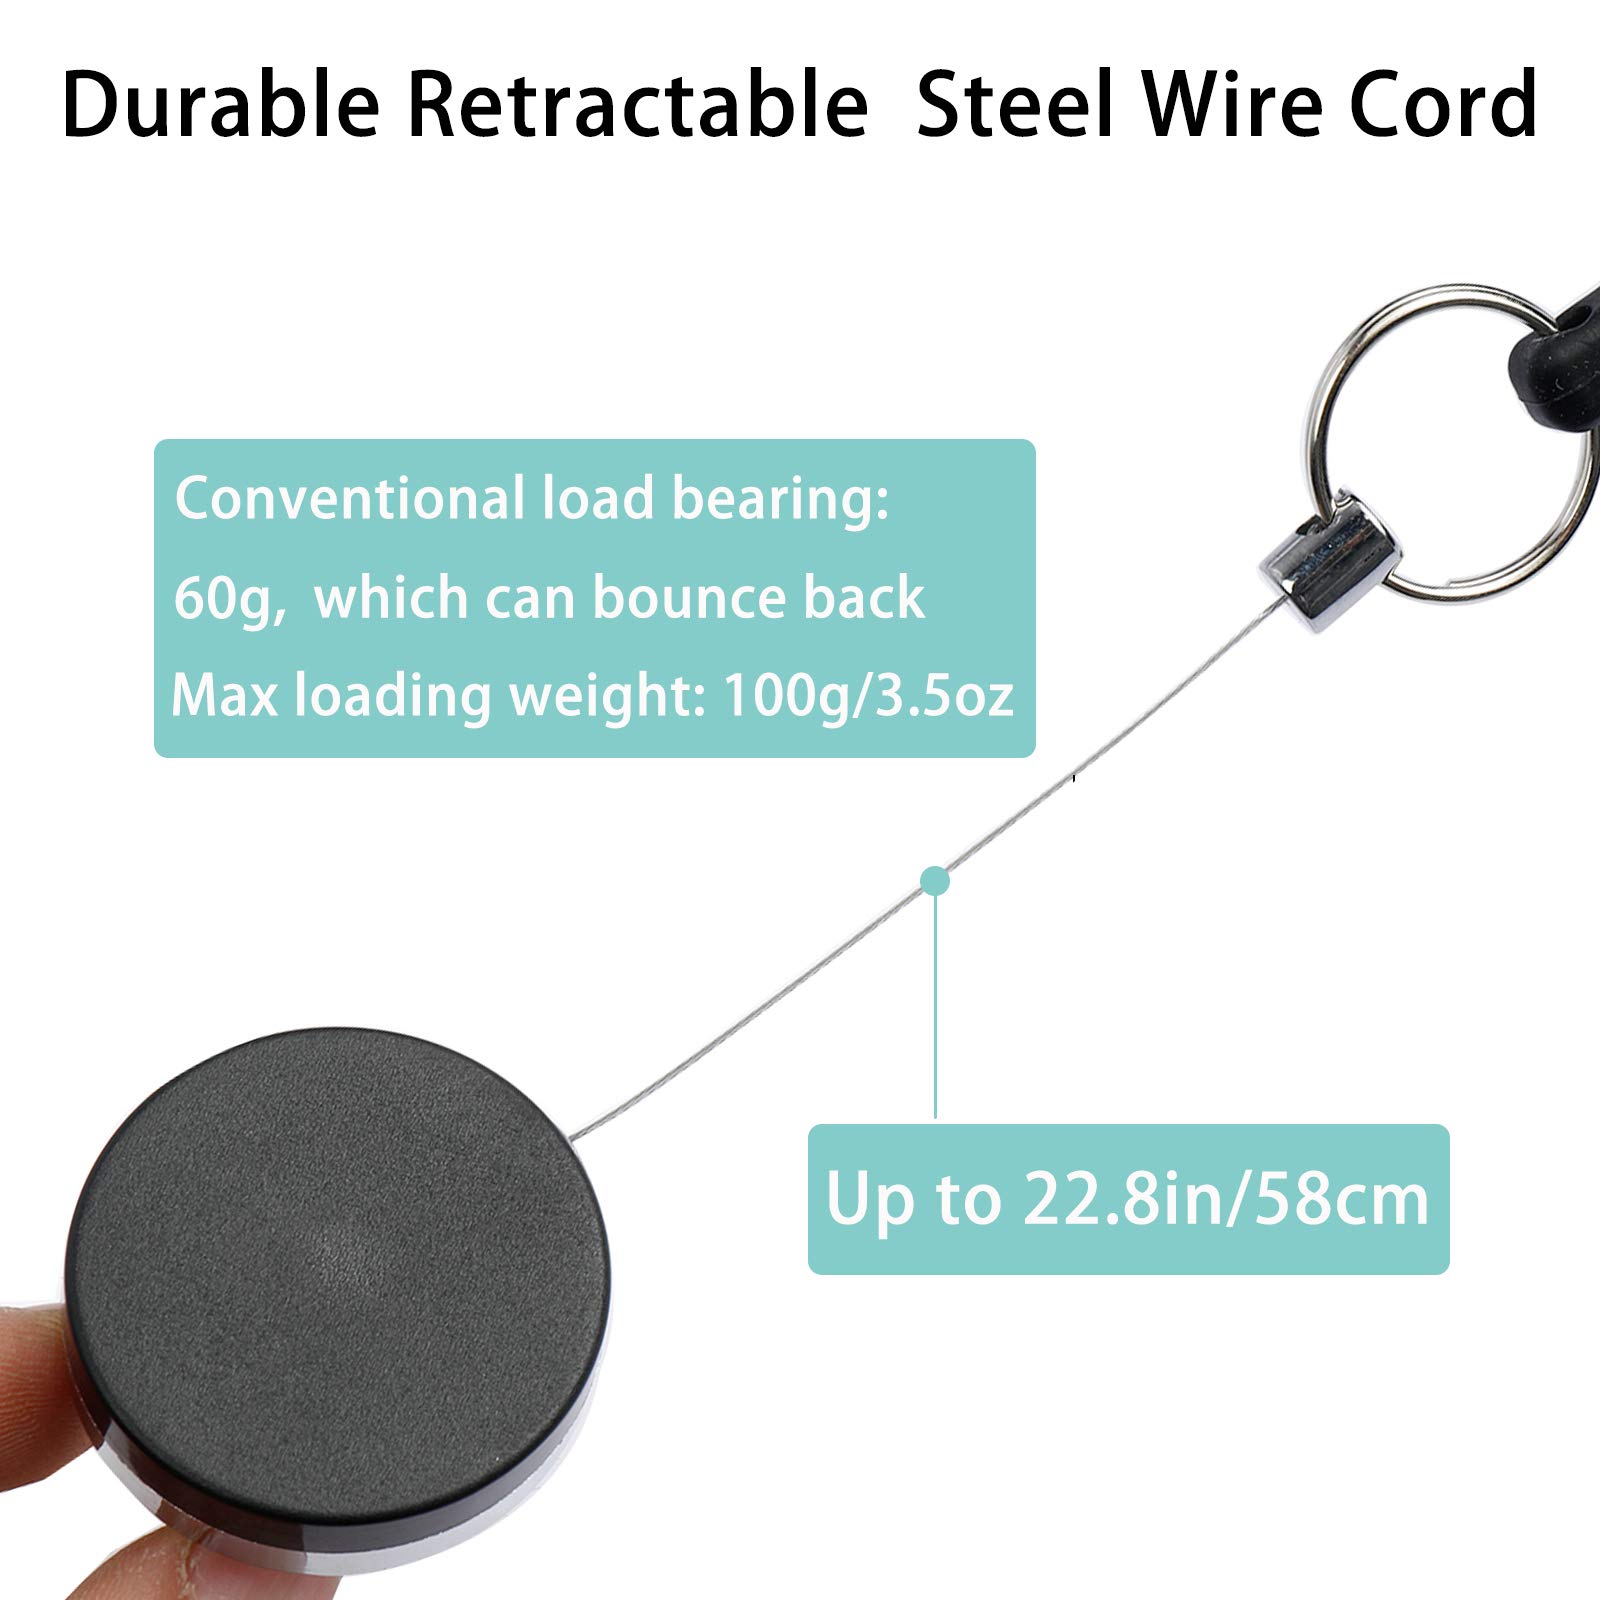 Durable Retractable Steel Wire Cord
Conventional load bearing:
60g, which can bounce back
Max loading weight: 100g/3.5oz
Up to 22.8in/58cm